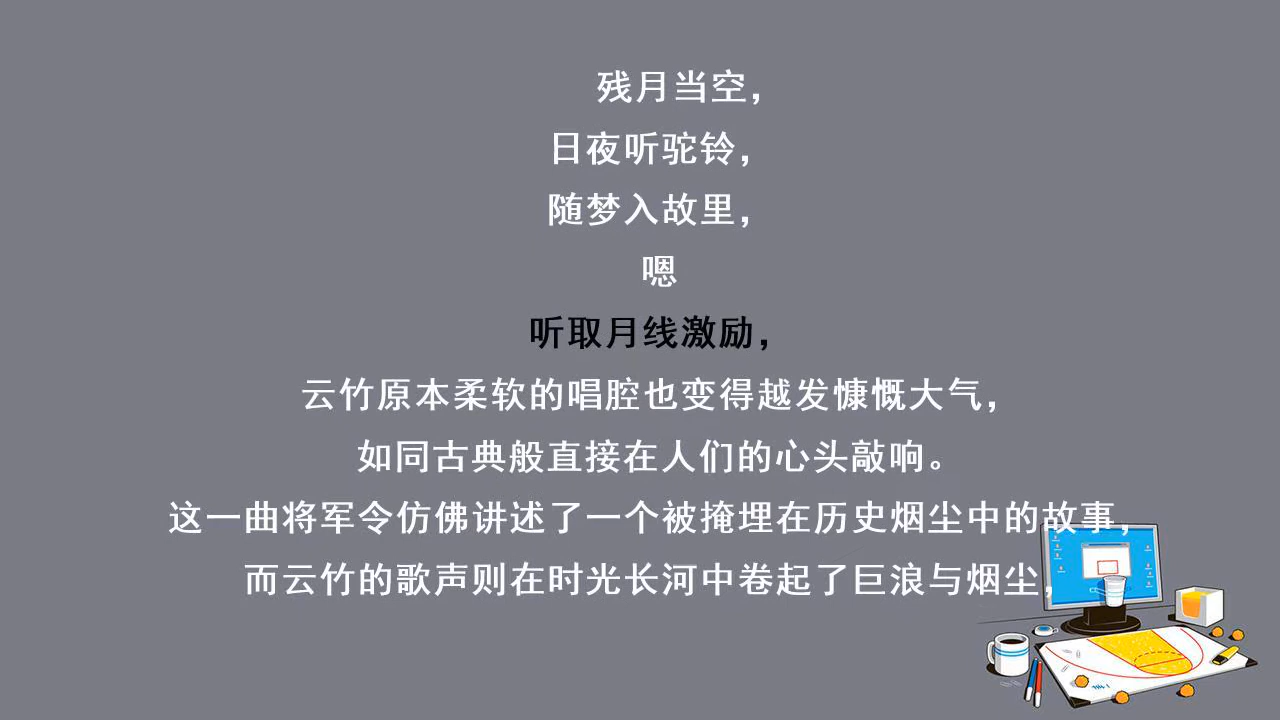 残月当空，
日夜听驼铃，
随梦入故里，
嗯
听取月线激励，
云竹原本柔软的唱腔也变得越发慷慨大气，
如同古典般直接在人们的心头敲响。
这一曲将军令仿佛讲述了一个被掩埋在历史烟尘中的故事，
而云竹的歌声则在时光长河中卷起了巨浪与烟尘，